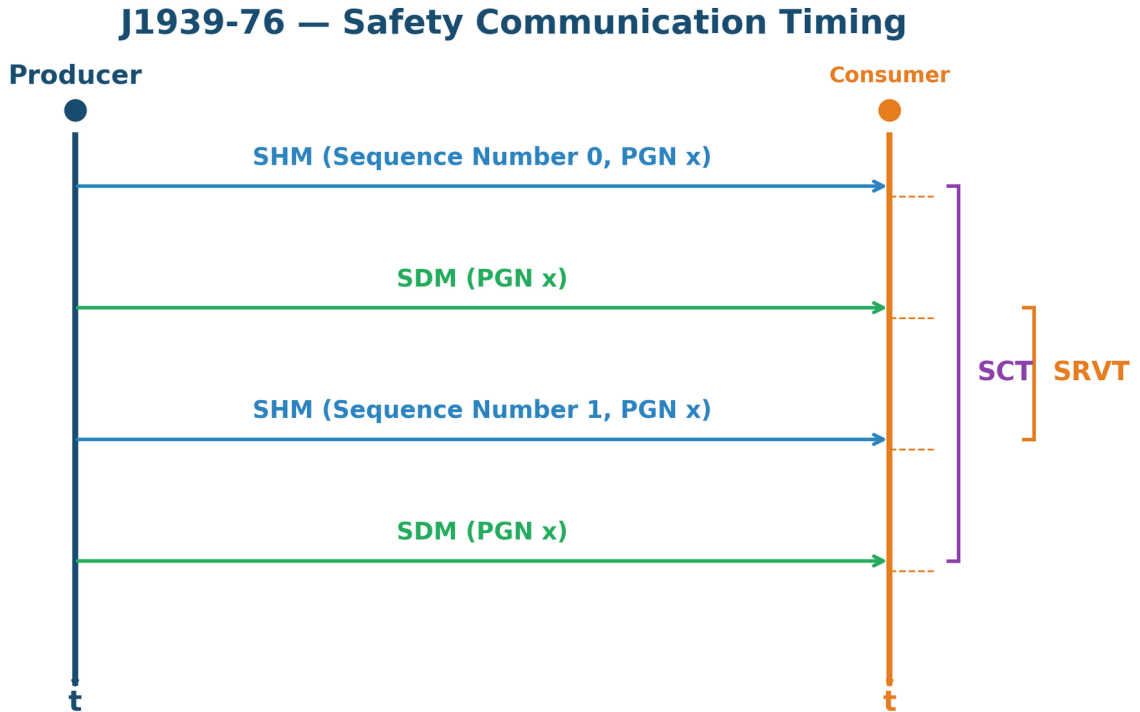 J1939-76 — Safety Communication Timing
Producer
Consumer
SHM (Sequence Number 0, PGN x)
SDM (PGN x)
SCT
SRVT
SHM (Sequence Number 1, PGN x)
SDM (PGN x)
t
t